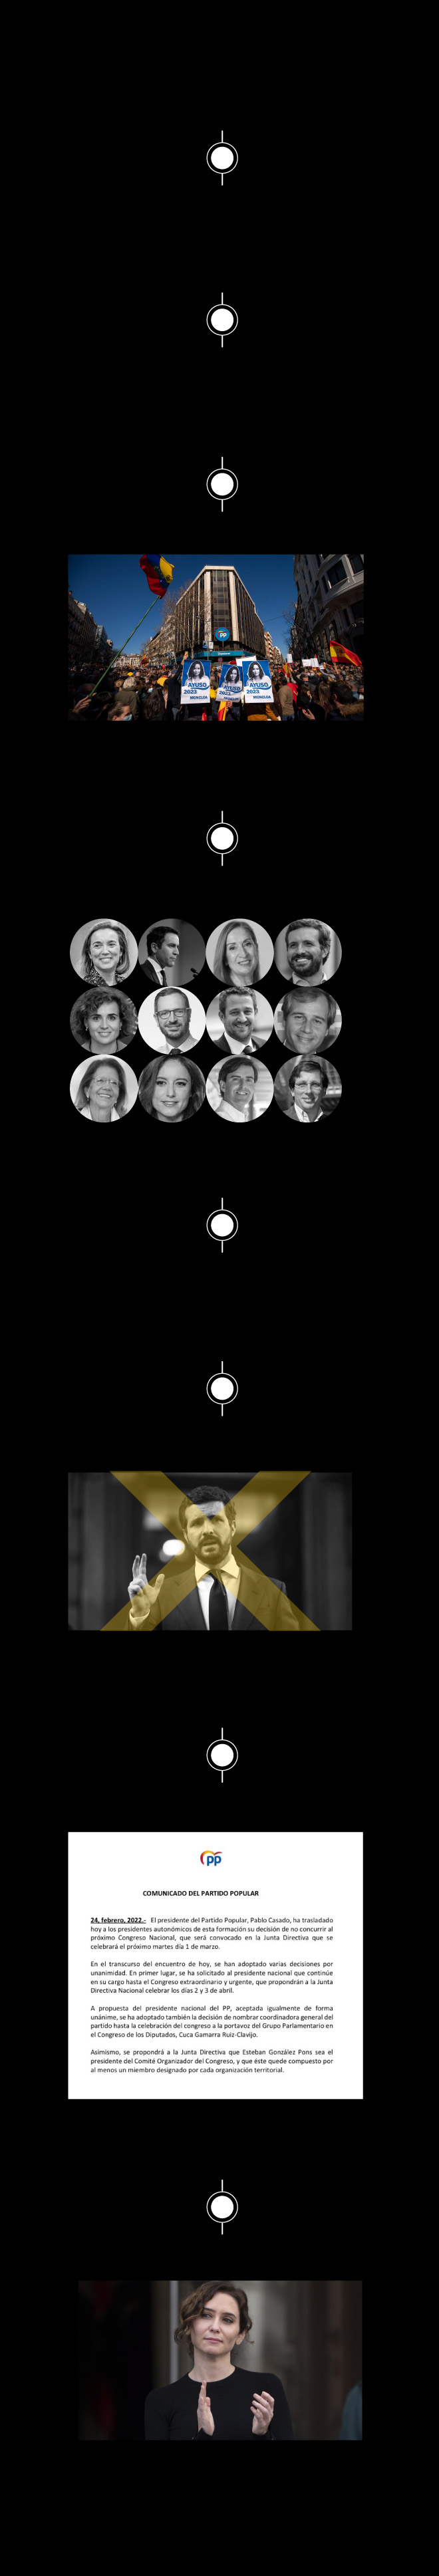 PP
AYUSO
2023
MONCLOA
AYUSO
2023
MONCLOA
AYUSO
2023
MONCLOA
PP
COMUNICADO DEL PARTIDO POPULAR
24, febrero, 2022.- El presidente del Partido Popular, Pablo Casado, ha trasladado
hoy a los presidentes autonómicos de esta formación su decisión de no concurrir al
próximo Congreso Nacional, que será convocado en la Junta Directiva que se
celebrará el próximo martes día 1 de marzo.
En el transcurso del encuentro de hoy, se han adoptado varias decisiones por
unanimidad. En primer lugar, se ha solicitado al presidente nacional que continúe
en su cargo hasta el Congreso extraordinario y urgente, que propondrán a la Junta
Directiva Nacional celebrar los días 2 y 3 de abril.
A propuesta del presidente nacional del PP, aceptada igualmente de forma
unánime, se ha adoptado también la decisión de nombrar coordinadora general del
partido hasta la celebración del congreso a la portavoz del Grupo Parlamentario en
el Congreso de los Diputados, Cuca Gamarra Ruiz-Clavijo.
Asimismo, se propondrá a la Junta Directiva que Esteban González Pons sea el
presidente del Comité Organizador del Congreso, y que éste quede compuesto por
al menos un miembro designado por cada organización territorial.